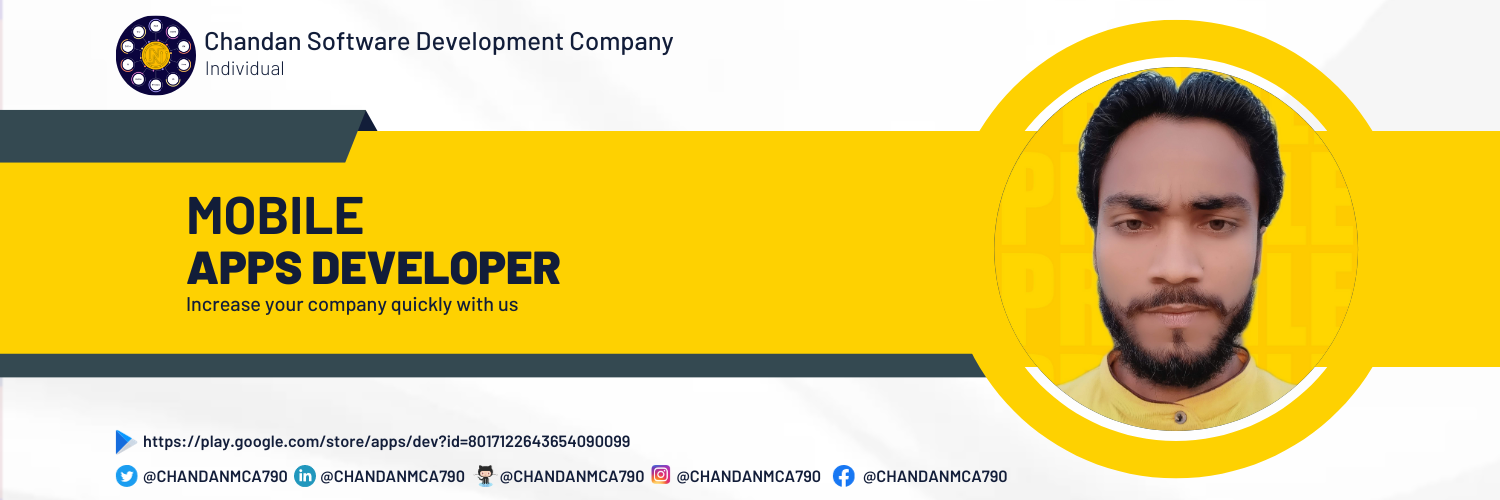 Chandan Software Development Company
Individual
MOBILE
APPS DEVELOPER
Increase your company quickly with us
https://play.google.com/store/apps/dev?id=8017122643654090099
@CHANDANMCA790 @CHANDANMCA790 @CHANDANMCA790 @CHANDANMCA790 @CHANDANMCA790